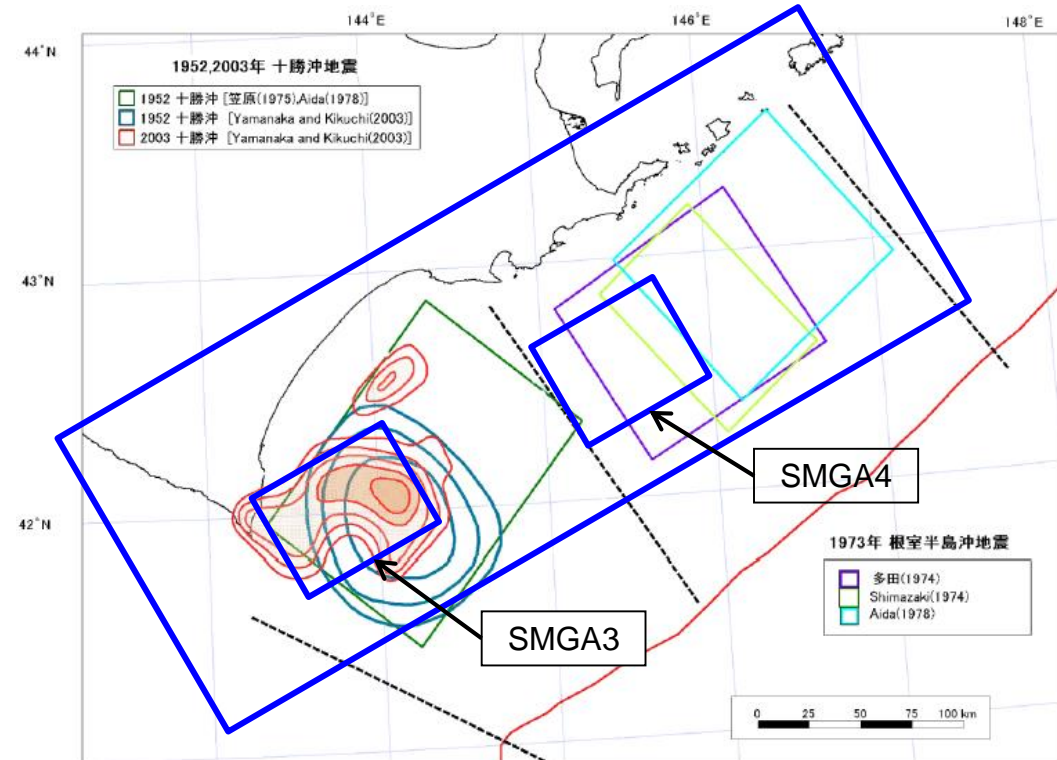 144°E
146°E
148°E
44°N
1952,2003年 十勝沖地震
1952 十勝沖 [笠原(1975),Aida(1978)]
1952 十勝沖 [Yamanaka and Kikuchi(2003)]
2003 十勝沖 [Yamanaka and Kikuchi(2003)]
43°N
SMGA4
42°N
1973年 根室半島沖地震
多田(1974)
Shimazaki(1974)
Aida(1978)
SMGA3
0 25 50 75 100 km